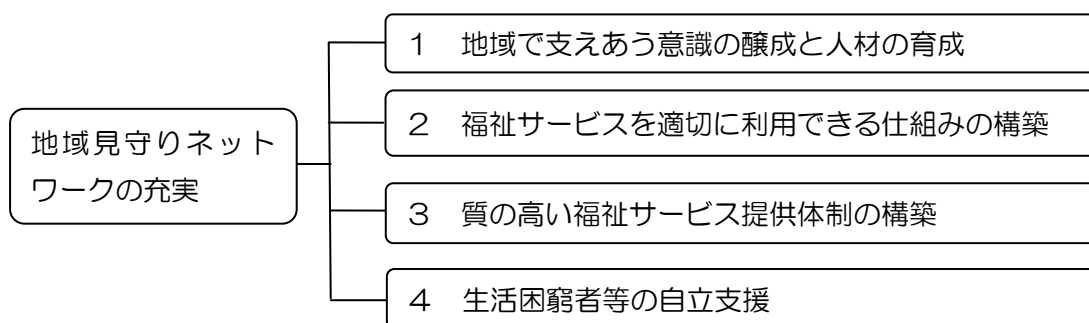 地域見守りネット
ワークの充実
１　地域で支えあう意識の醸成と人材の育成
２　福祉サービスを適切に利用できる仕組みの構築
３　質の高い福祉サービス提供体制の構築
４　生活困窮者等の自立支援